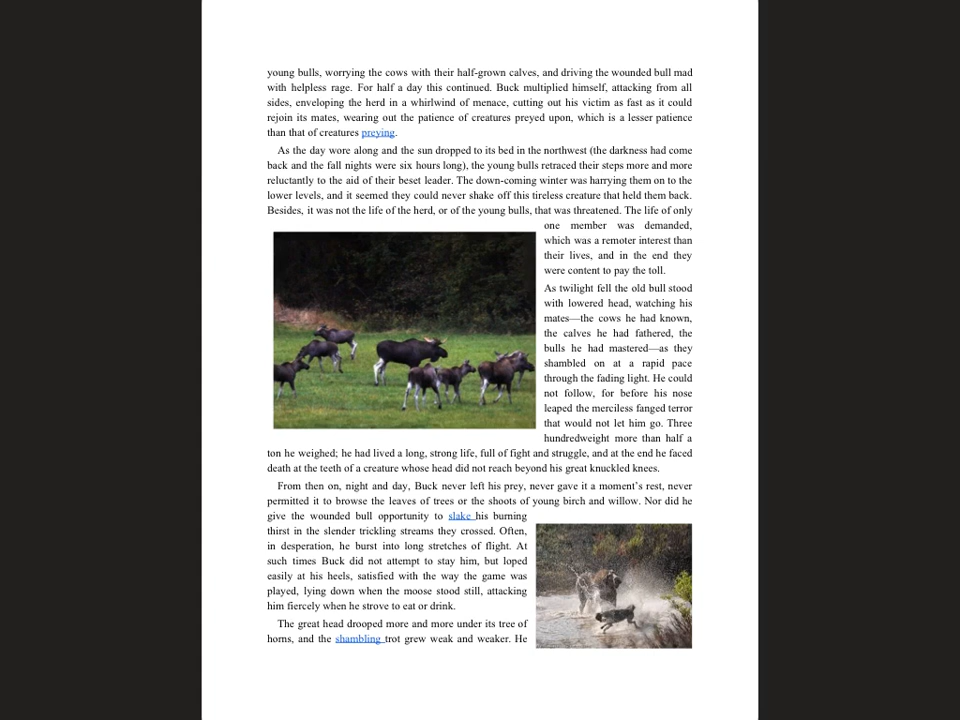 young bulls, worrying the cows with their half-grown calves, and driving the wounded bull mad
with helpless rage. For half a day this continued. Buck multiplied himself, attacking from all
sides, enveloping the herd in a whirlwind of menace, cutting out his victim as fast as it could
rejoin its mates, wearing out the patience of creatures preyed upon, which is a lesser patience
than that of creatures preying.
As the day wore along and the sun dropped to its bed in the northwest (the darkness had come
back and the fall nights were six hours long), the young bulls retraced their steps more and more
reluctantly to the aid of their beset leader. The down-coming winter was harrying them on to the
lower levels, and it seemed they could never shake off this tireless creature that held them back.
Besides, it was not the life of the herd, or of the young bulls, that was threatened. The life of only
one member was demanded,
which was a remoter interest than
their lives, and in the end they
were content to pay the toll.
As twilight fell the old bull stood
with lowered head, watching his
mates—the cows he had known,
the calves he had fathered, the
bulls he had mastered—as they
shambled on at a rapid pace
through the fading light. He could
not follow, for before his nose
leaped the merciless fanged terror
that would not let him go. Three
hundredweight more than half a
ton he weighed; he had lived a long, strong life, full of fight and struggle, and at the end he faced
death at the teeth of a creature whose head did not reach beyond his great knuckled knees.
From then on, night and day, Buck never left his prey, never gave it a moment’s rest, never
permitted it to browse the leaves of trees or the shoots of young birch and willow. Nor did he
give the wounded bull opportunity to slake his burning
thirst in the slender trickling streams they crossed. Often,
in desperation, he burst into long stretches of flight. At
such times Buck did not attempt to stay him, but loped
easily at his heels, satisfied with the way the game was
played, lying down when the moose stood still, attacking
him fiercely when he strove to eat or drink.
The great head drooped more and more under its tree of
horns, and the shambling trot grew weak and weaker. He